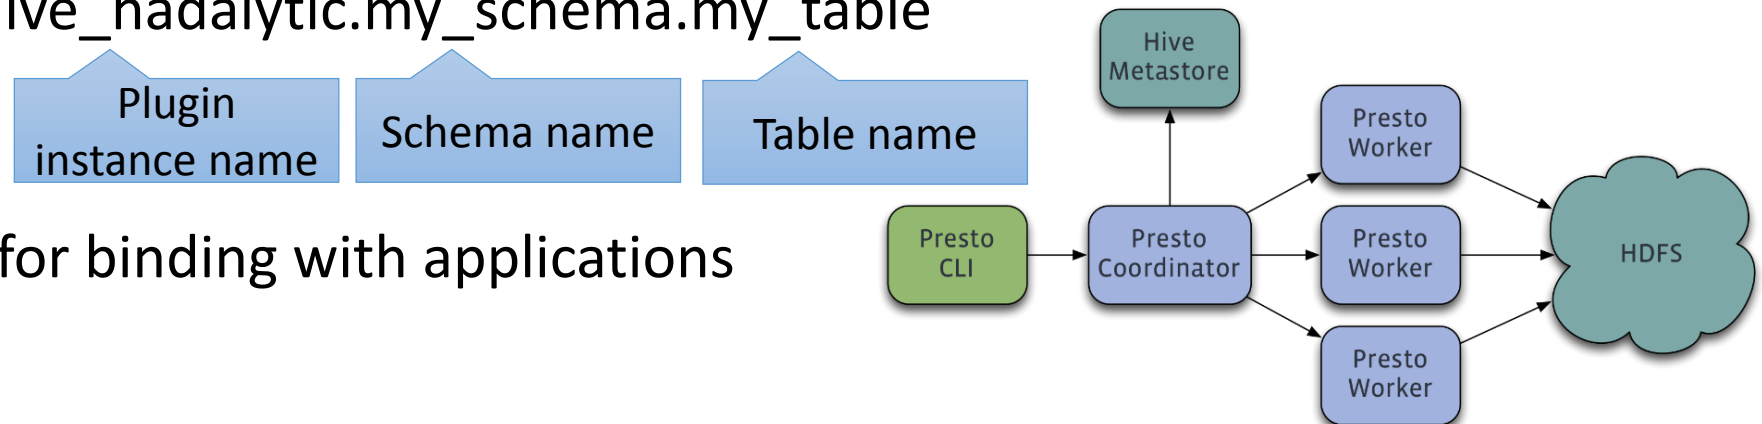 ive_hadalytic.my_schema.my_table
Plugin
instance name
Schema name
Table name
for binding with applications
Hive
Metastore
Presto
CLI
Presto
Coordinator
Presto
Worker
Presto
Worker
Presto
Worker
HDFS